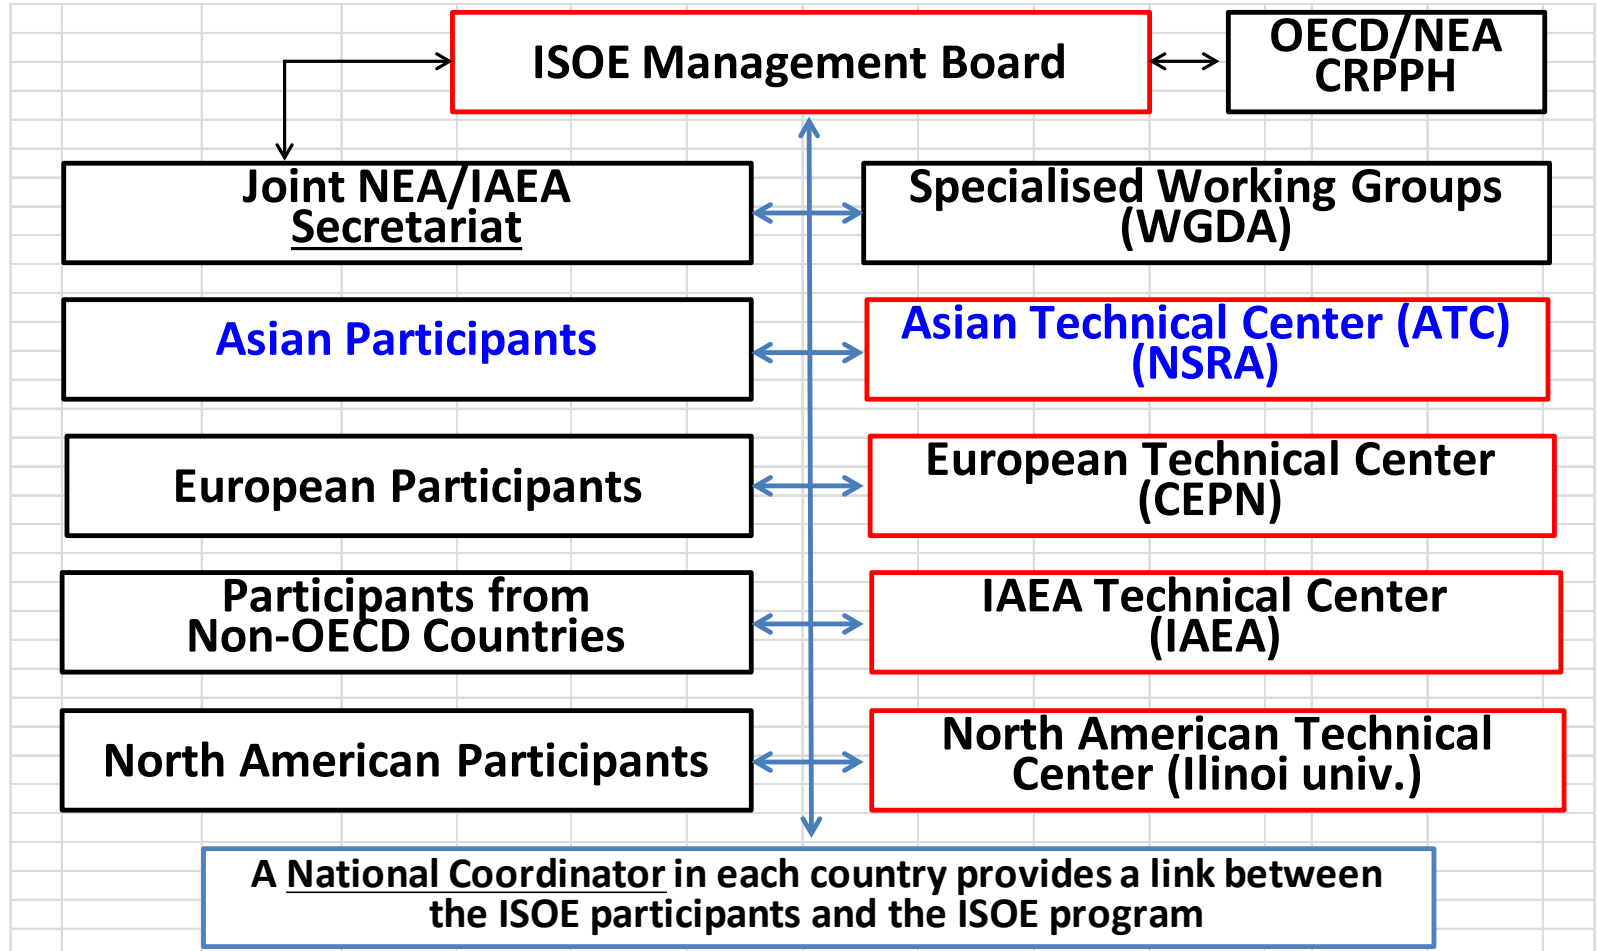 ISOE Management Board
OECD/NEA
CRPPH
Joint NEA/IAEA
Secretariat
Specialised Working Groups
(WGDA)
Asian Participants
Asian Technical Center (ATC)
(NSRA)
European Participants
European Technical Center
(CEPN)
Participants from
Non-OECD Countries
IAEA Technical Center
(IAEA)
North American Participants
North American Technical
Center (Ilinoi univ.)
A National Coordinator in each country provides a link between
the ISOE participants and the ISOE program